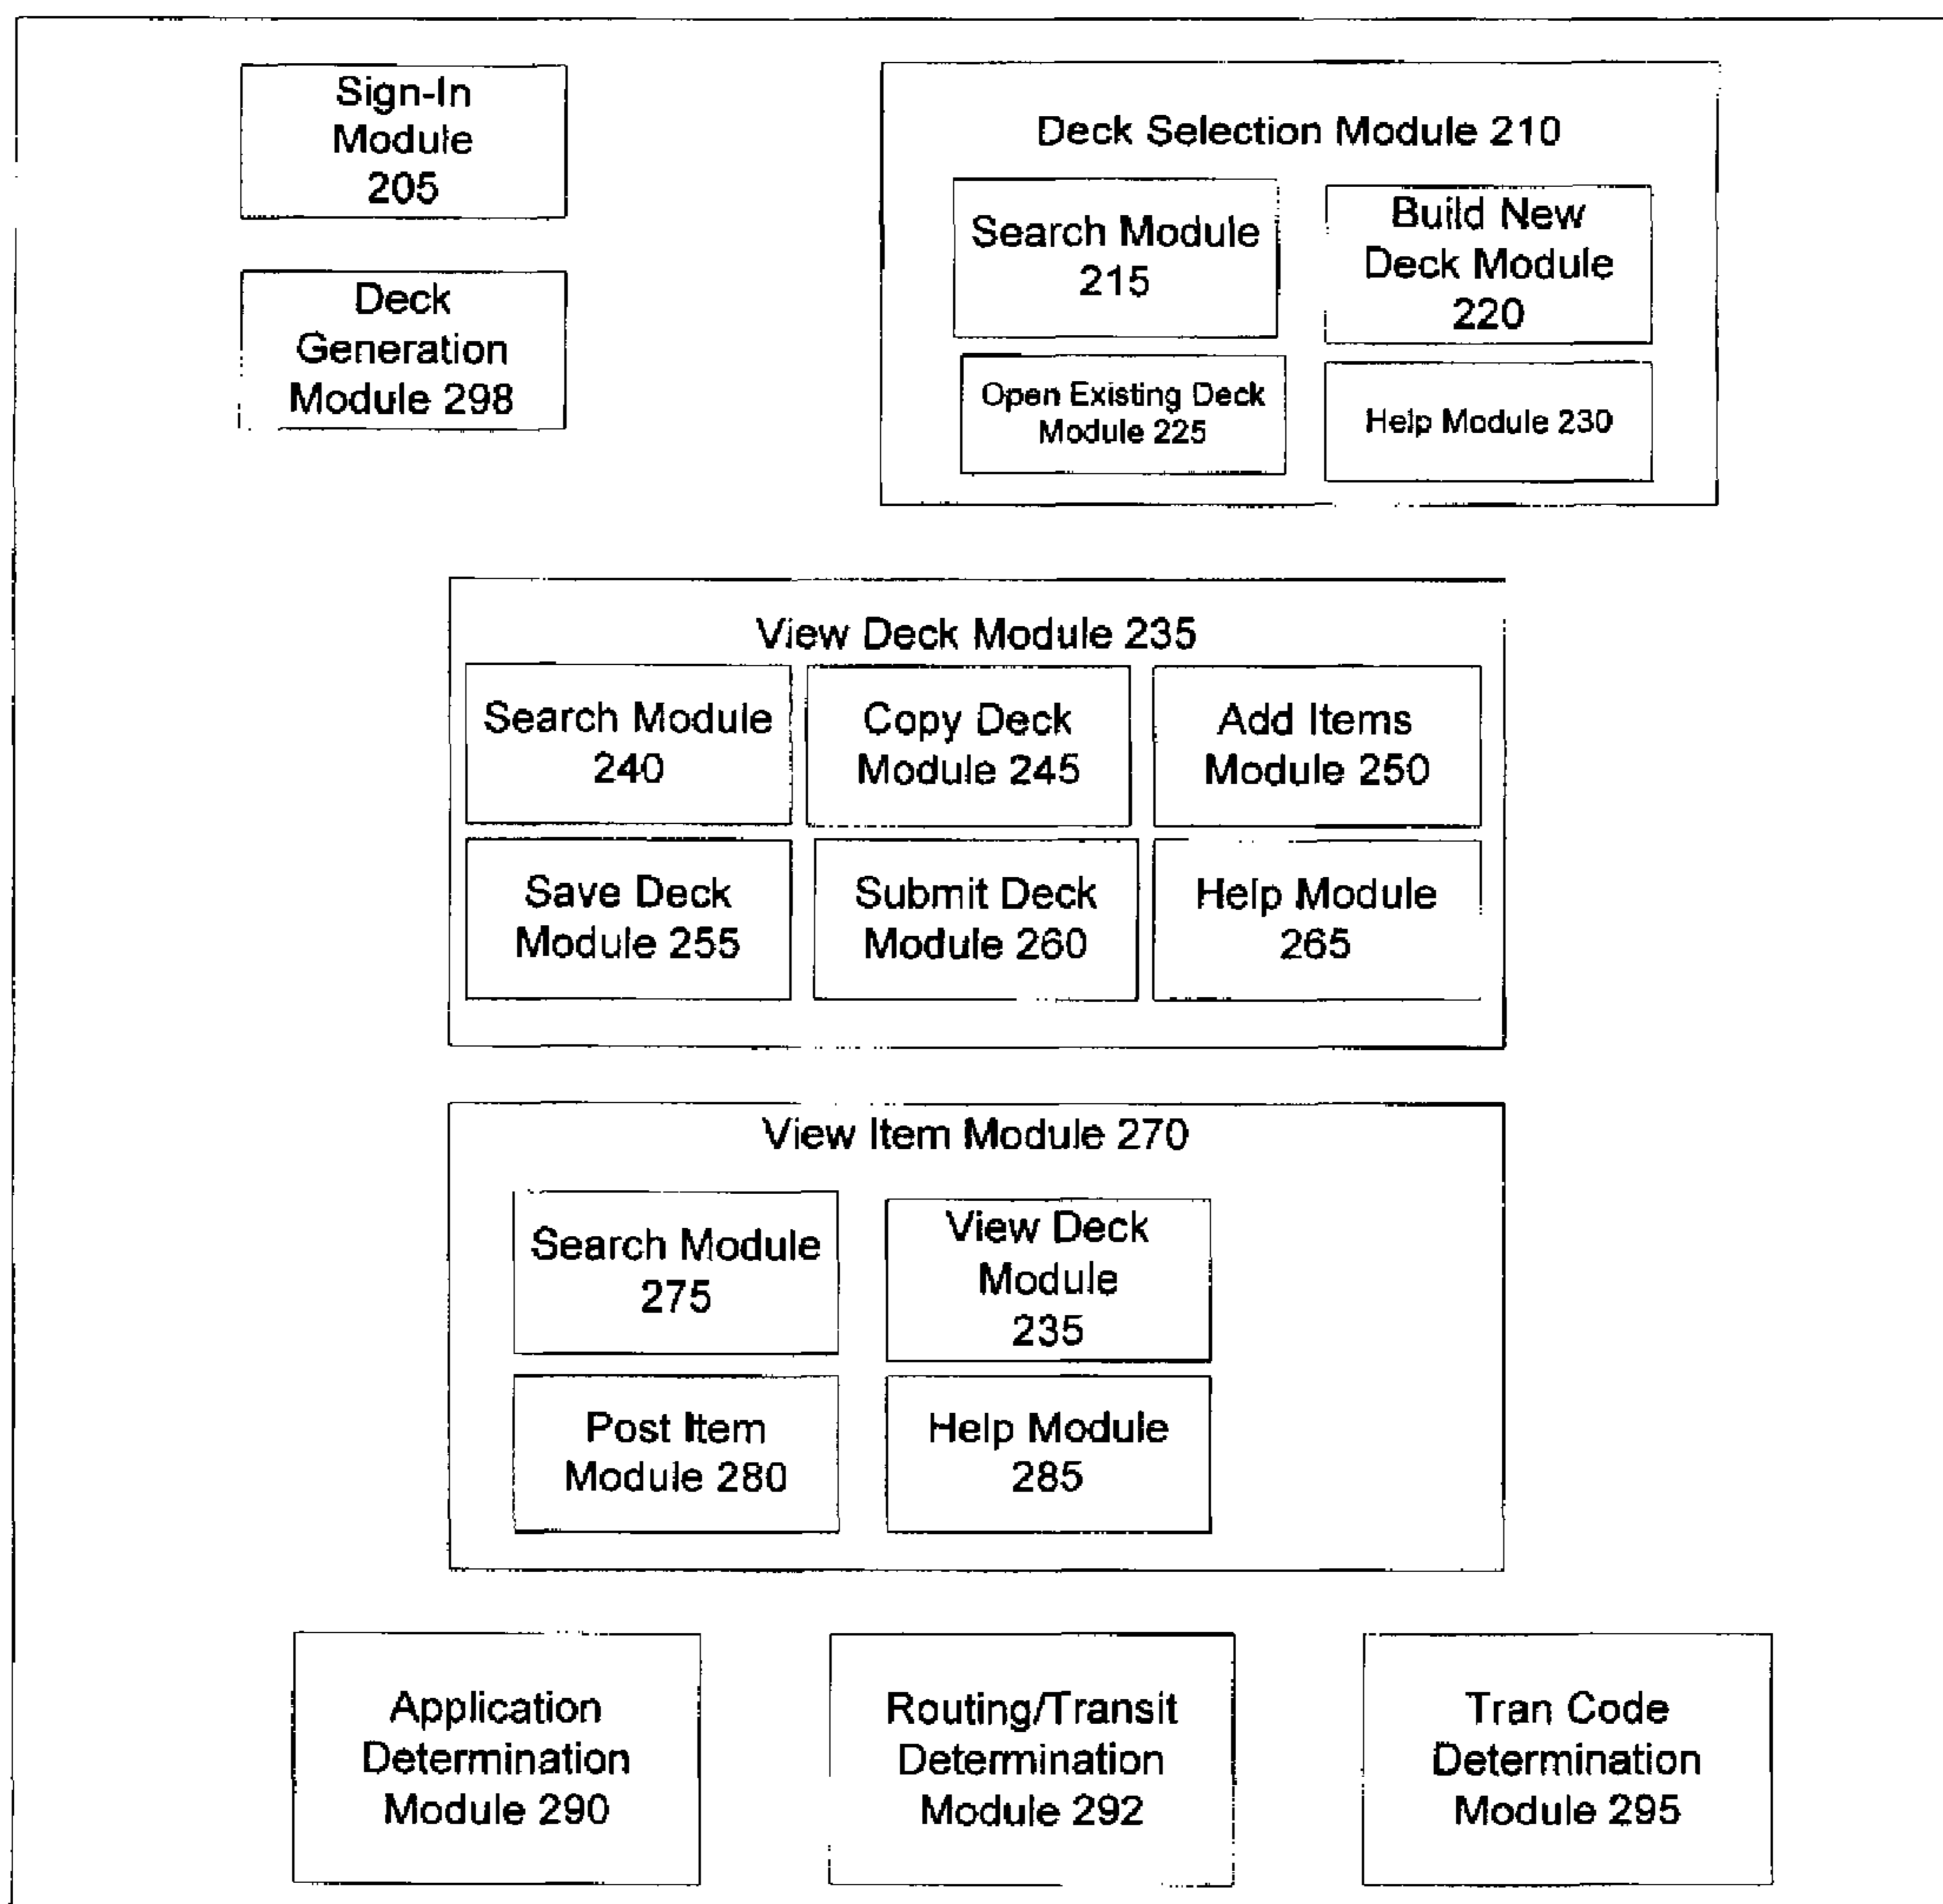 Sign-In
Module
205
Deck
Generation
Module 298
Deck Selection Module 210
Search Module
215
Build New
Deck Module
220
Open Existing Deck
Module 225
Help Module 230
View Deck Module 235
Search Module
240
Copy Deck
Module 245
Add Items
Module 250
Save Deck
Module 255
Submit Deck
Module 260
Help Module
265
View Item Module 270
Search Module
275
View Deck
Module
235
Post Item
Module 280
Help Module
285
Application
Determination
Module 290
Routing/Transit
Determination
Module 292
Tran Code
Determination
Module 295